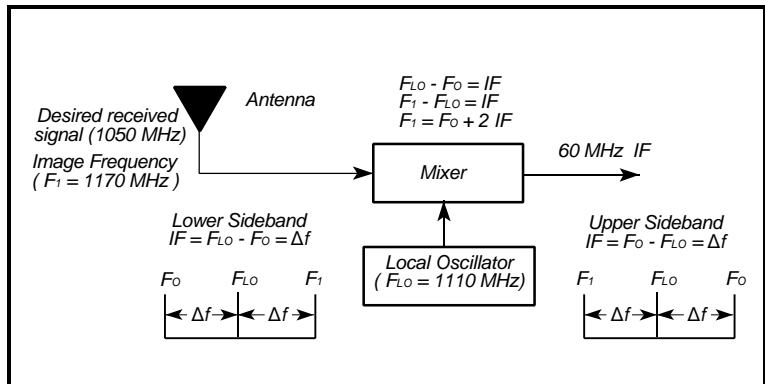 Antenna
Desired received
signal (1050 MHz)
Image Frequency
( F1 = 1170 MHz )
FLO - FO = IF
F1 - FLO = IF
F1 = FO + 2 IF
Mixer
60 MHz IF
Lower Sideband
IF = FLO - FO = Δf
FO FLO F1
Δf Δf
Local Oscillator
( FLO = 1110 MHz)
Upper Sideband
IF = FO - FLO = Δf
F1 FLO FO
Δf Δf